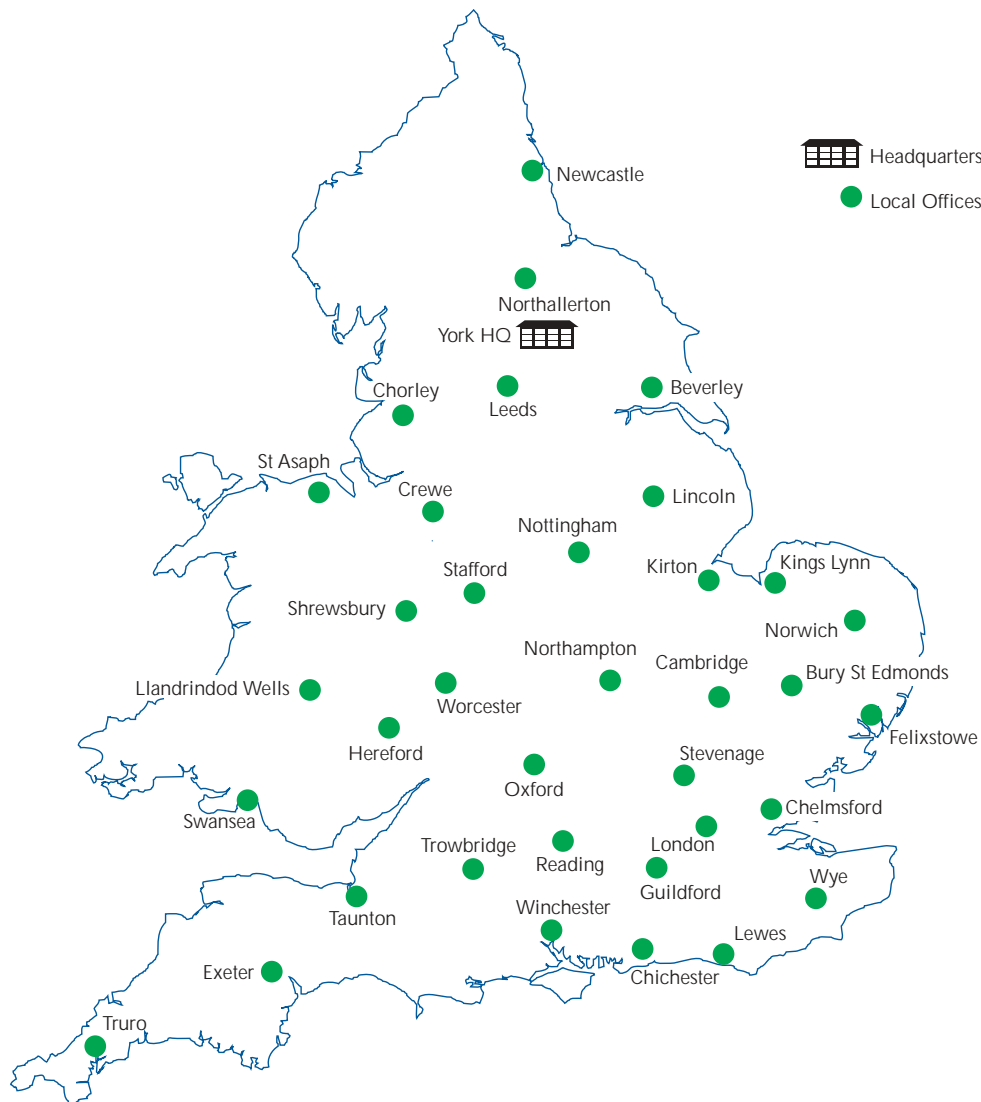 Headquarters
Newcastle
Local Offices
Northallerton
York HQ
Chorley
Leeds
Beverley
St Asaph
Crewe
Lincoln
Nottingham
Kirton
Kings Lynn
Stafford
Shrewsbury
Norwich
Northampton
Cambridge
Bury St Edmonds
Llandrindod Wells
Worcester
Felixstowe
Hereford
Stevenage
Oxford
Chelmsford
Swansea
Trowbridge
Reading
London
Guildford
Wye
Taunton
Winchester
Lewes
Exeter
Chichester
Truro